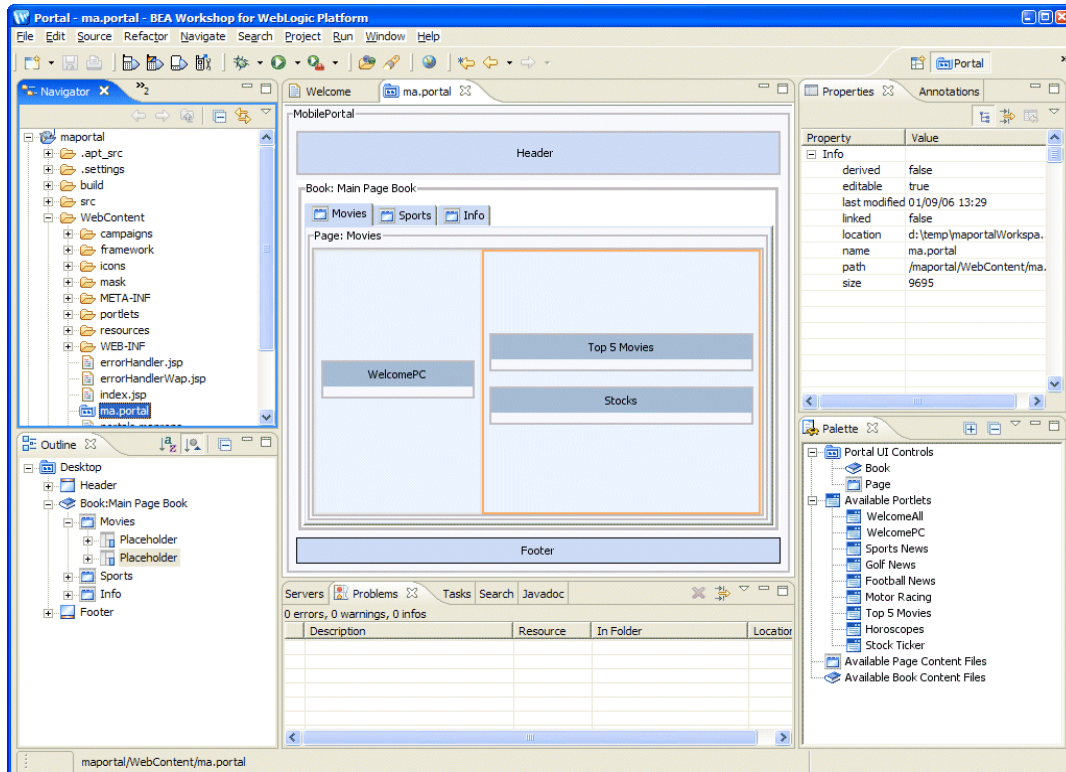 Portal - ma.portal - BEA Workshop for WebLogic Platform
File Edit Source Refactor Navigate Search Project Run Window Help
Portal
Navigator
2
maportal
.apt_src
.settings
build
src
WebContent
campaigns
framework
icons
mask
META-INF
portlets
resources
WEB-INF
errorHandler.jsp
errorHandlerWap.jsp
index.jsp
ma.portal
Outline
Desktop
Header
Book:Main Page Book
Movies
Placeholder
Placeholder
Sports
Info
Footer
Welcome ma.portal
MobilePortal
Header
Book: Main Page Book
Movies Sports Info
Page: Movies
WelcomePC
Top 5 Movies
Stocks
Footer
Servers Problems Tasks Search Javadoc
0 errors, 0 warnings, 0 infos
Description Resource In Folder Location
Properties Annotations
Property Value
Info
derived false
editable true
last modified 01/09/06 13:29
linked false
location d:\temp\maportalWorkspa..
name ma.portal
path /maportal/WebContent/ma.
size 9695
Palette
Portal UI Controls
Book
Page
Available Portlets
WelcomeAll
WelcomePC
Sports News
Golf News
Football News
Motor Racing
Top 5 Movies
Horoscopes
Stock Ticker
Available Page Content Files
Available Book Content Files
maportal/WebContent/ma.portal